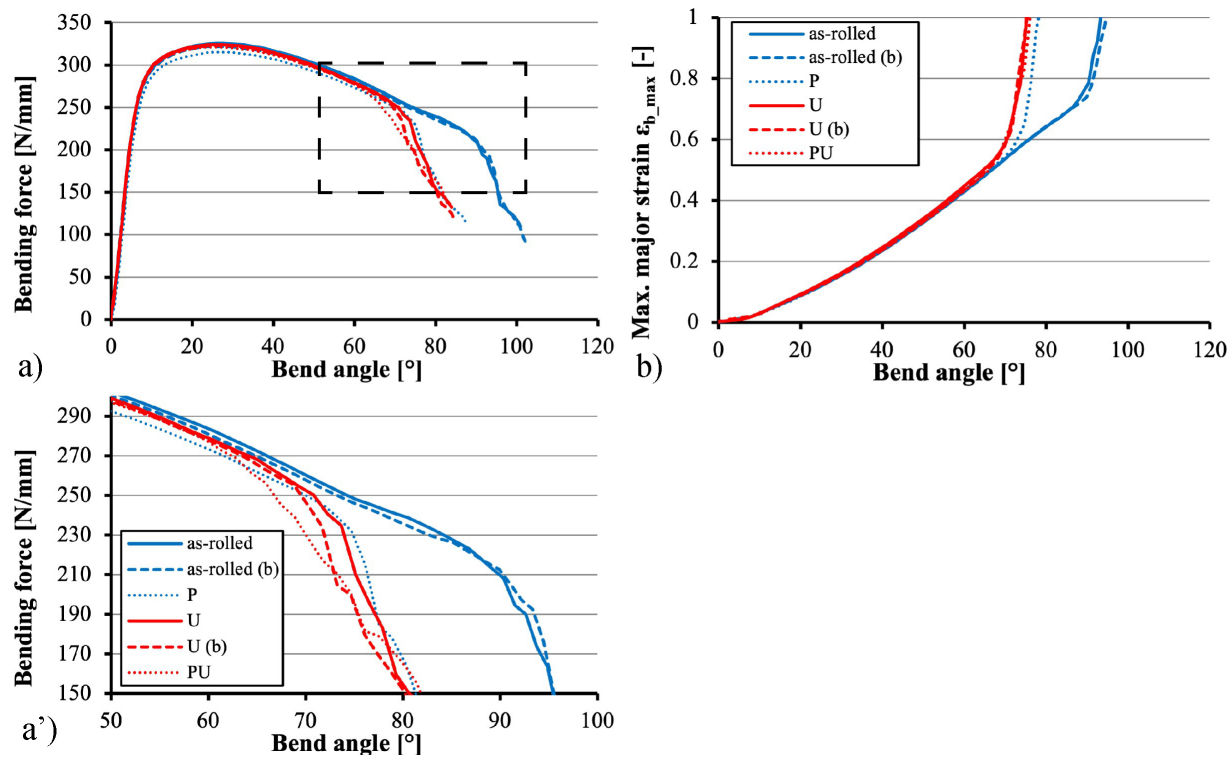 Bending force [N/mm]
350
300
250
200
150
100
50
0
0 20 40 60 80 100 120
Bend angle [°]
a)
Max. major strain ε_b_max [-]
1
0.8
0.6
0.4
0.2
0
as-rolled
as-rolled (b)
P
U
U (b)
PU
0 20 40 60 80 100 120
Bend angle [°]
b)
Bending force [N/mm]
290
270
250
230
210
190
170
150
as-rolled
as-rolled (b)
P
U
U (b)
PU
50 60 70 80 90 100
Bend angle [°]
a')